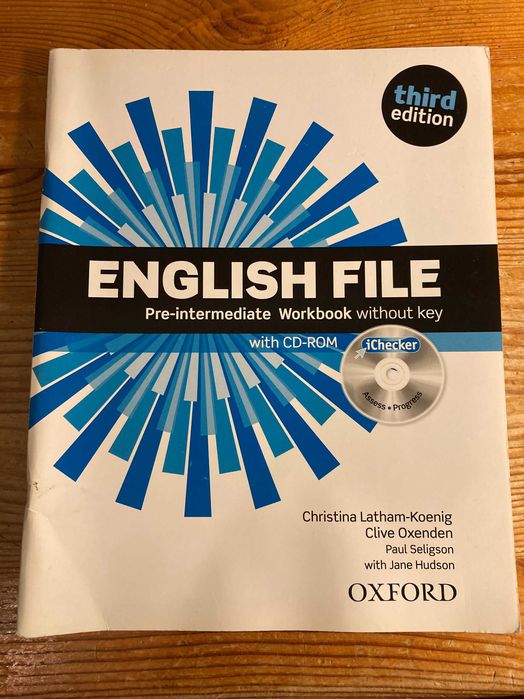 third
edition
ENGLISH FILE
Pre-intermediate Workbook without key
with CD-ROM
iChecker
Assess • Progress
Christina Latham-Koenig
Clive Oxenden
Paul Seligson
with Jane Hudson
OXFORD